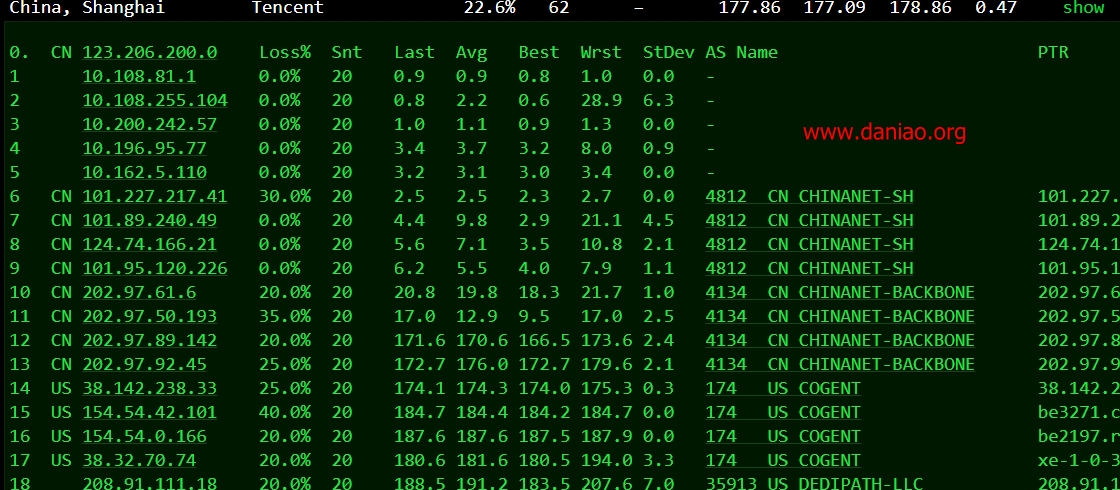 China, Shanghai Tencent 22.6% 62 – 177.86 177.09 178.86 0.47 show
0. CN 123.206.200.0 Loss% Snt Last Avg Best Wrst StDev AS Name PTR
1 10.108.81.1 0.0% 20 0.9 0.9 0.8 1.0 0.0 -
2 10.108.255.104 0.0% 20 0.8 2.2 0.6 28.9 6.3 -
3 10.200.242.57 0.0% 20 1.0 1.1 0.9 1.3 0.0 -
www.daniao.org
4 10.196.95.77 0.0% 20 3.4 3.7 3.2 8.0 0.9 -
5 10.162.5.110 0.0% 20 3.2 3.1 3.0 3.4 0.0 -
6 CN 101.227.217.41 30.0% 20 2.5 2.5 2.3 2.7 0.0 4812 CN CHINANET-SH 101.227.
7 CN 101.89.240.49 0.0% 20 4.4 9.8 2.9 21.1 4.5 4812 CN CHINANET-SH 101.89.2
8 CN 124.74.166.21 0.0% 20 5.6 7.1 3.5 10.8 2.1 4812 CN CHINANET-SH 124.74.1
9 CN 101.95.120.226 0.0% 20 6.2 5.5 4.0 7.9 1.1 4812 CN CHINANET-SH 101.95.1
10 CN 202.97.61.6 20.0% 20 20.8 19.8 18.3 21.7 1.0 4134 CN CHINANET-BACKBONE 202.97.6
11 CN 202.97.50.193 35.0% 20 17.0 12.9 9.5 17.0 2.5 4134 CN CHINANET-BACKBONE 202.97.5
12 CN 202.97.89.142 20.0% 20 171.6 170.6 166.5 173.6 2.4 4134 CN CHINANET-BACKBONE 202.97.8
13 CN 202.97.92.45 25.0% 20 172.7 176.0 172.7 179.6 2.1 4134 CN CHINANET-BACKBONE 202.97.9
14 US 38.142.238.33 25.0% 20 174.1 174.3 174.0 175.3 0.3 174 US COGENT 38.142.2
15 US 154.54.42.101 40.0% 20 184.7 184.4 184.2 184.7 0.0 174 US COGENT be3271.c
16 US 154.54.0.166 20.0% 20 187.6 187.6 187.5 187.9 0.0 174 US COGENT be2197.r
17 US 38.32.70.74 20.0% 20 180.6 181.6 180.5 194.0 3.3 174 US COGENT xe-1-0-3
18 208.91.111.18 20.0% 20 188.5 191.2 183.5 207.6 7.0 35913 US DEDIPATH-LLC 208.91.1